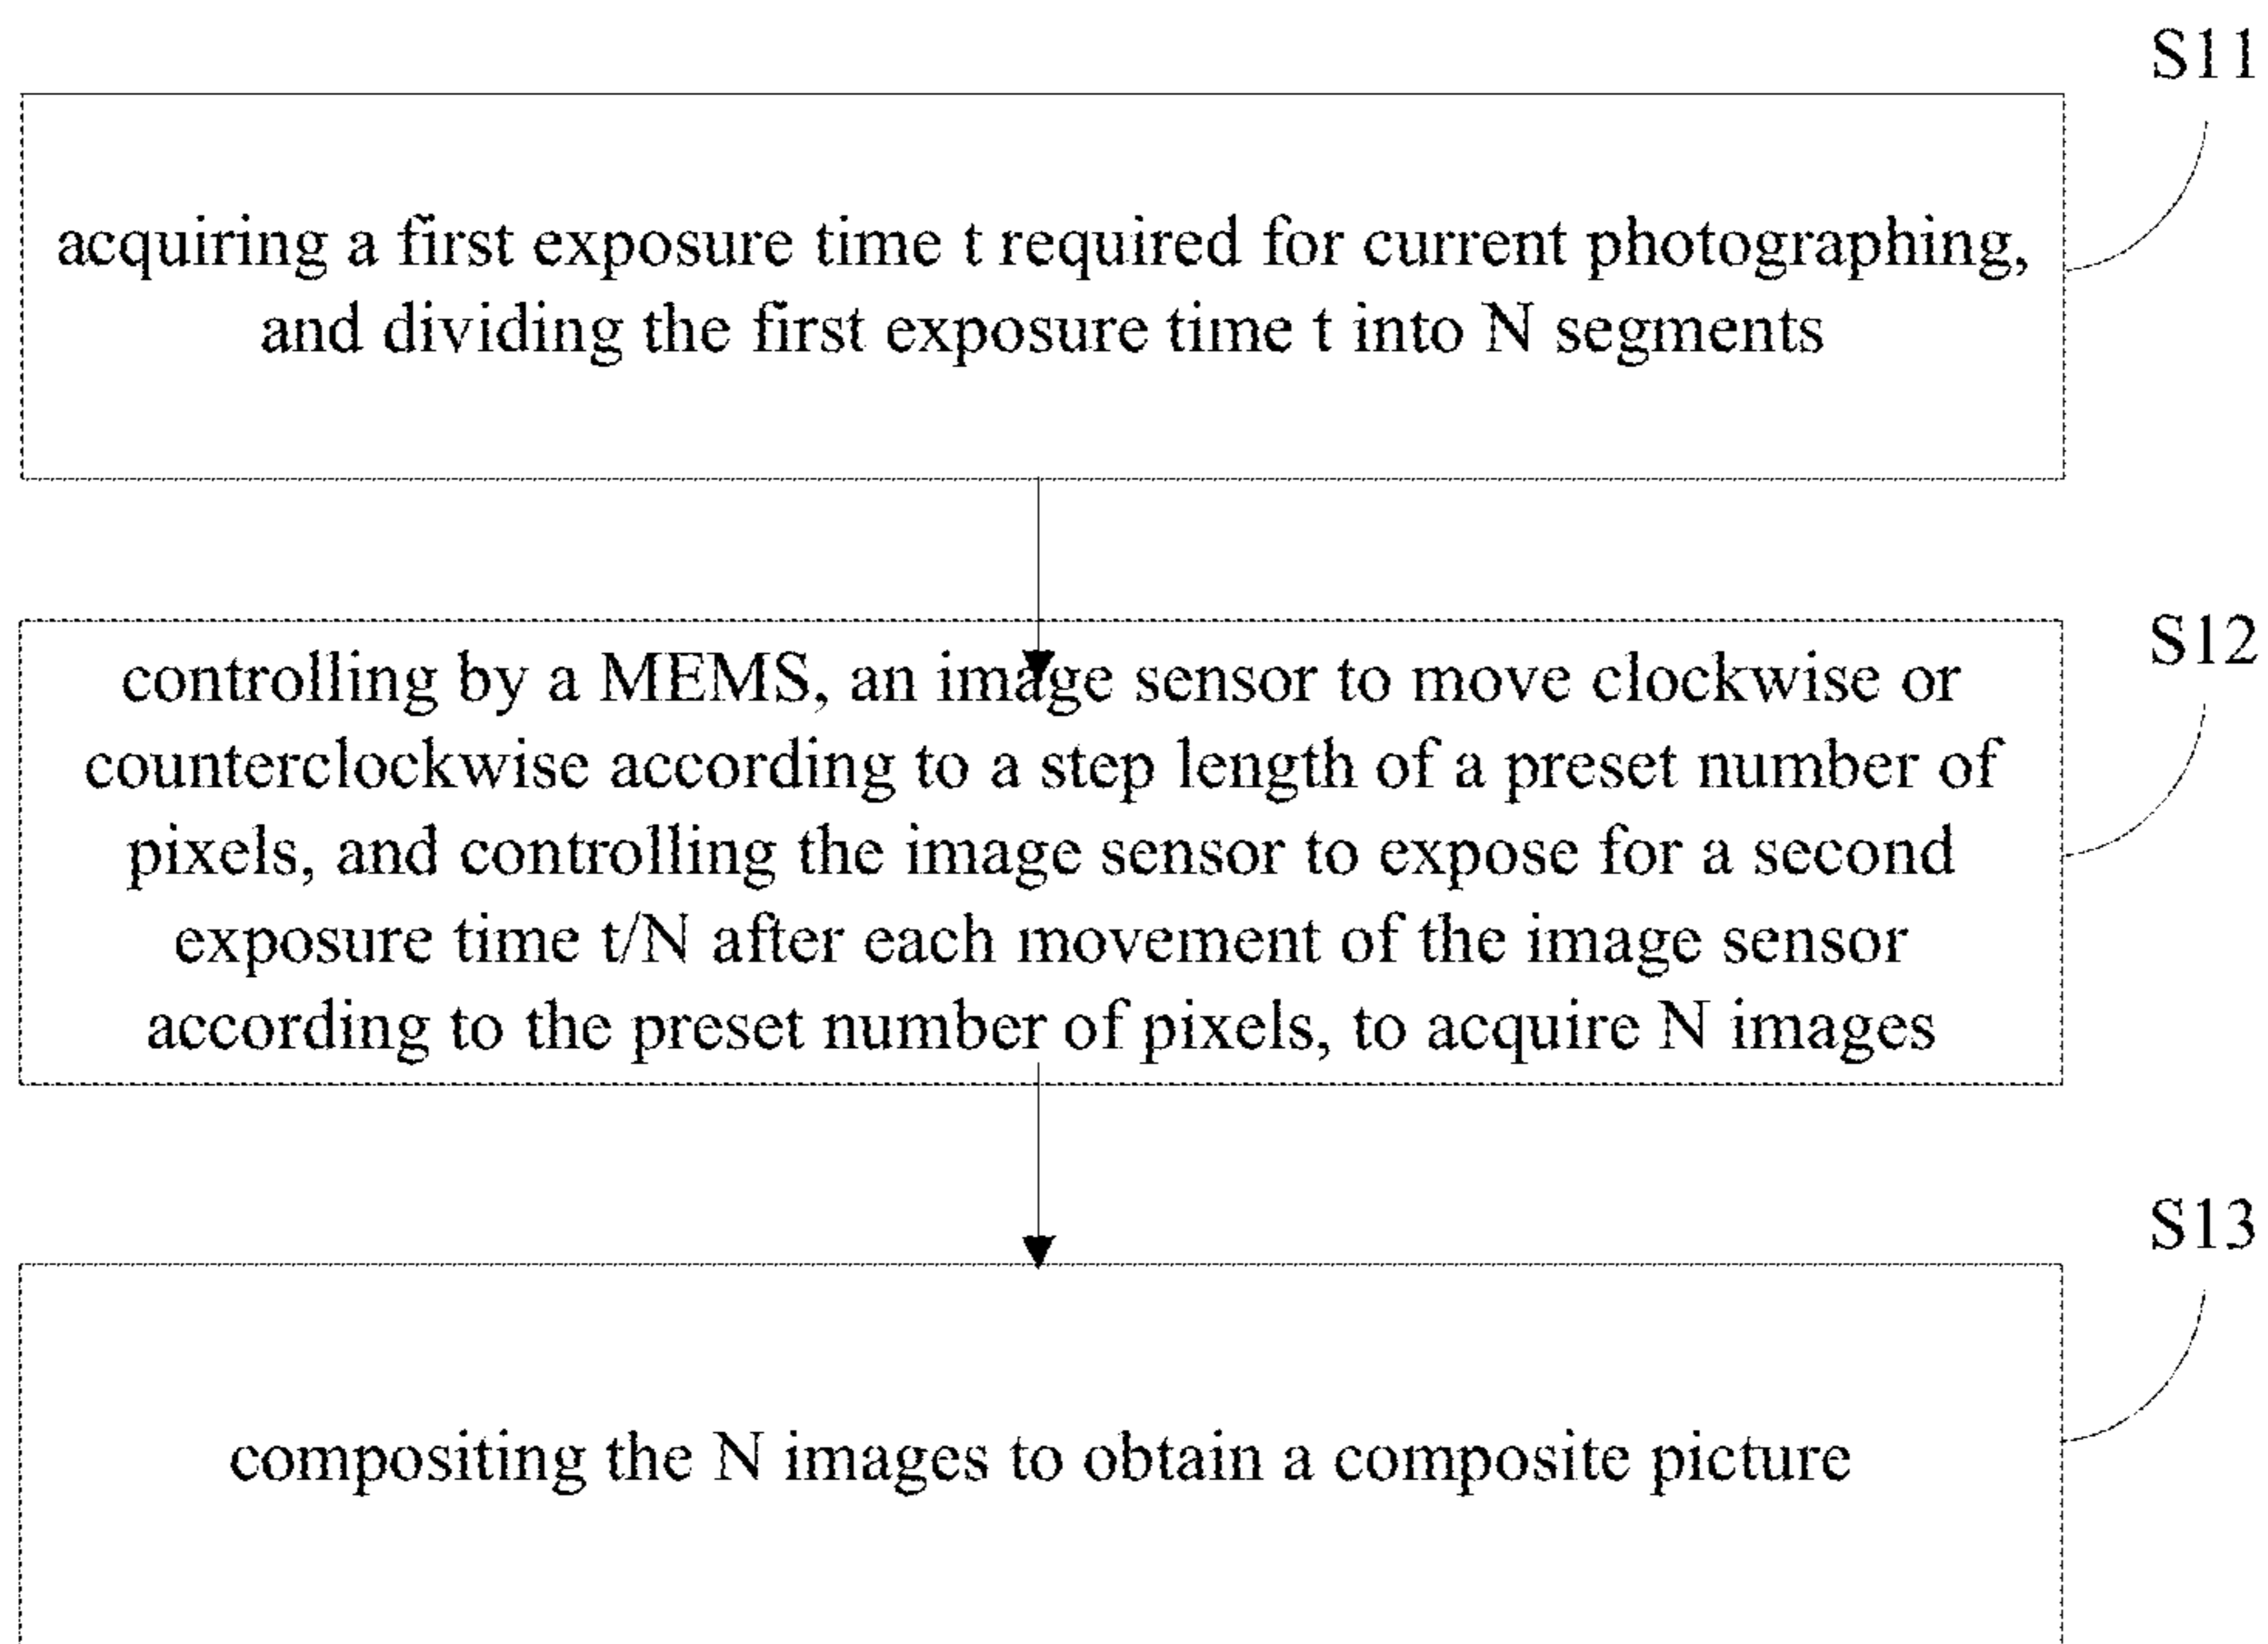 S11
acquiring a first exposure time t required for current photographing,
and dividing the first exposure time t into N segments
S12
controlling by a MEMS, an image sensor to move clockwise or
counterclockwise according to a step length of a preset number of
pixels, and controlling the image sensor to expose for a second
exposure time t/N after each movement of the image sensor
according to the preset number of pixels, to acquire N images
S13
compositing the N images to obtain a composite picture